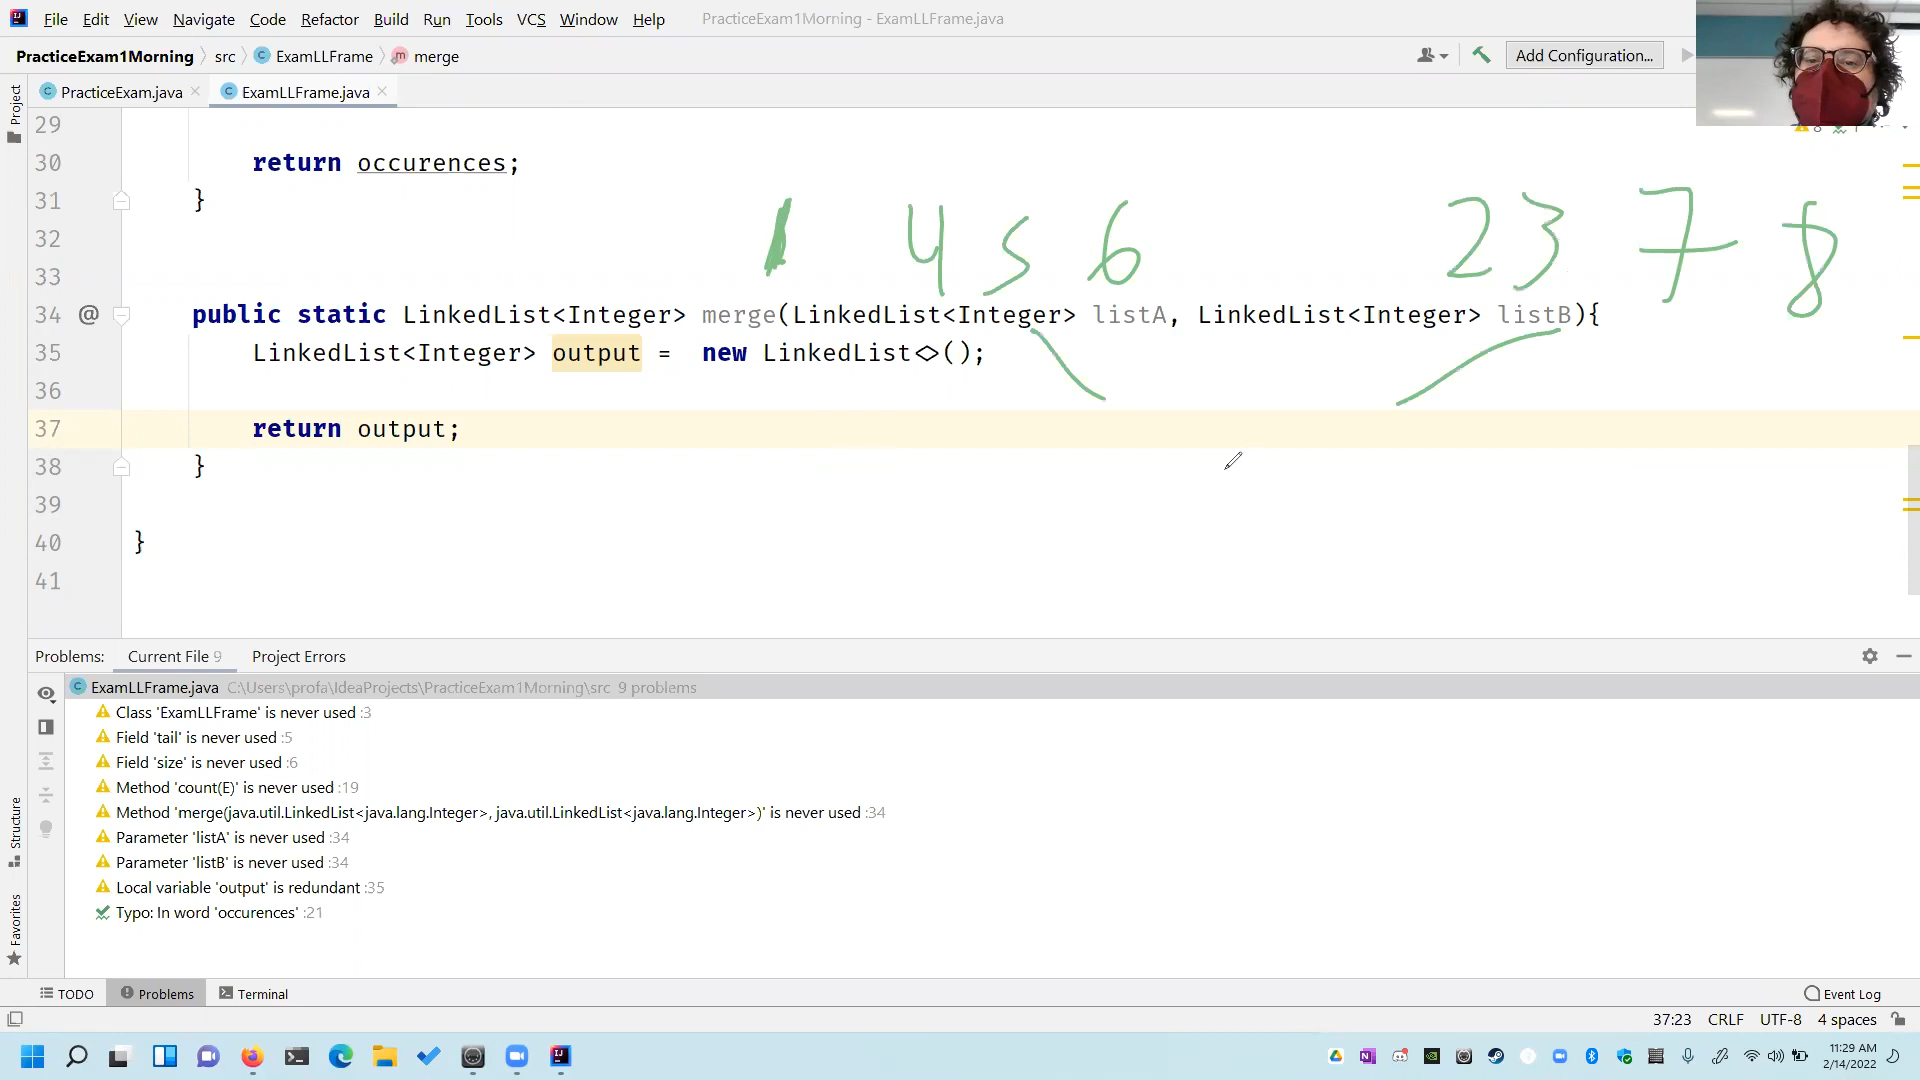 File Edit View Navigate Code Refactor Build Run Tools VCS Window Help PracticeExam1Morning - ExamLLFrame.java
PracticeExam1Morning src ExamLLFrame merge Add Configuration...
PracticeExam.java ExamLLFrame.java
Project
29
30 return occurences;
31 }
32
33
1 4 5 6 2 3 7 8
34 @ public static LinkedList<Integer> merge(LinkedList<Integer> listA, LinkedList<Integer> listB){
35 LinkedList<Integer> output = new LinkedList<>();
36
37 return output;
38 }
39
40 }
41
Problems: Current File 9 Project Errors
ExamLLFrame.java C:\Users\profa\IdeaProjects\PracticeExam1Morning\src 9 problems
Class 'ExamLLFrame' is never used :3
Field 'tail' is never used :5
Field 'size' is never used :6
Method 'count(E)' is never used :19
Method 'merge(java.util.LinkedList<java.lang.Integer>, java.util.LinkedList<java.lang.Integer>)' is never used :34
Parameter 'listA' is never used :34
Parameter 'listB' is never used :34
Local variable 'output' is redundant :35
Typo: In word 'occurences' :21
Structure
Favorites
TODO Problems Terminal Event Log
37:23 CRLF UTF-8 4 spaces
11:29 AM
2/14/2022